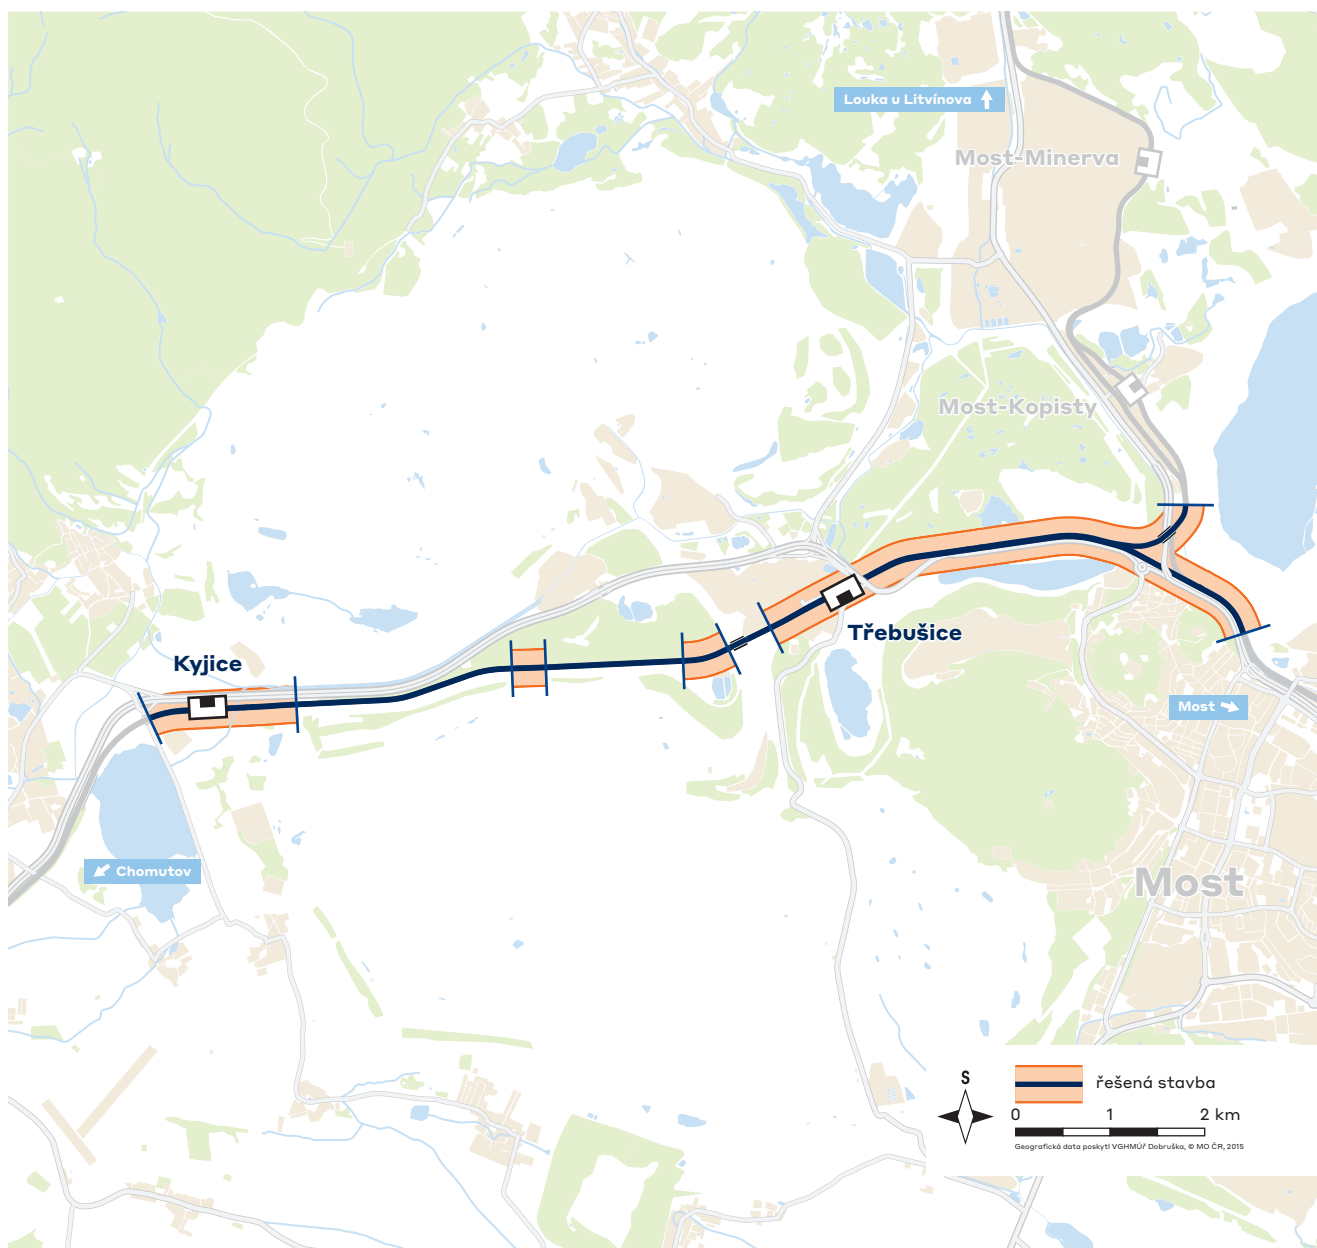 Louka u Litvínova
Most-Minerva
Most-Kopisty
Třebušice
Kyjice
Most
Chomutov
Most
S
řešená stavba
0 1 2 km
Geografická data poskytl VGHMÚř Dobruška, © MO ČR, 2015